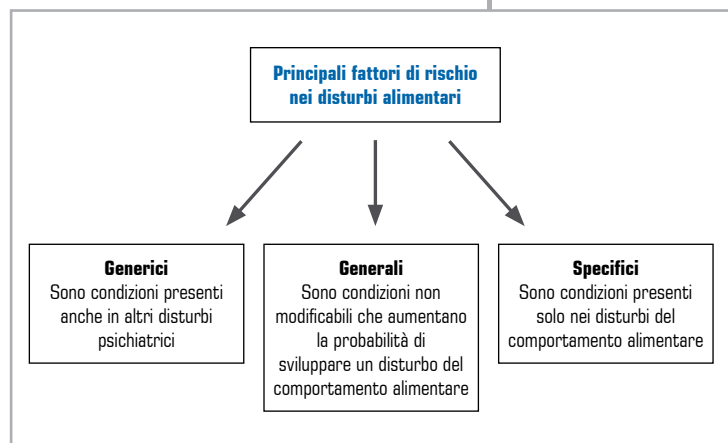 Principali fattori di rischio
nei disturbi alimentari
Generici
Sono condizioni presenti
anche in altri disturbi
psichiatrici
Generali
Sono condizioni non
modificabili che aumentano
la probabilità di
sviluppare un disturbo del
comportamento alimentare
Specifici
Sono condizioni presenti
solo nei disturbi del
comportamento alimentare